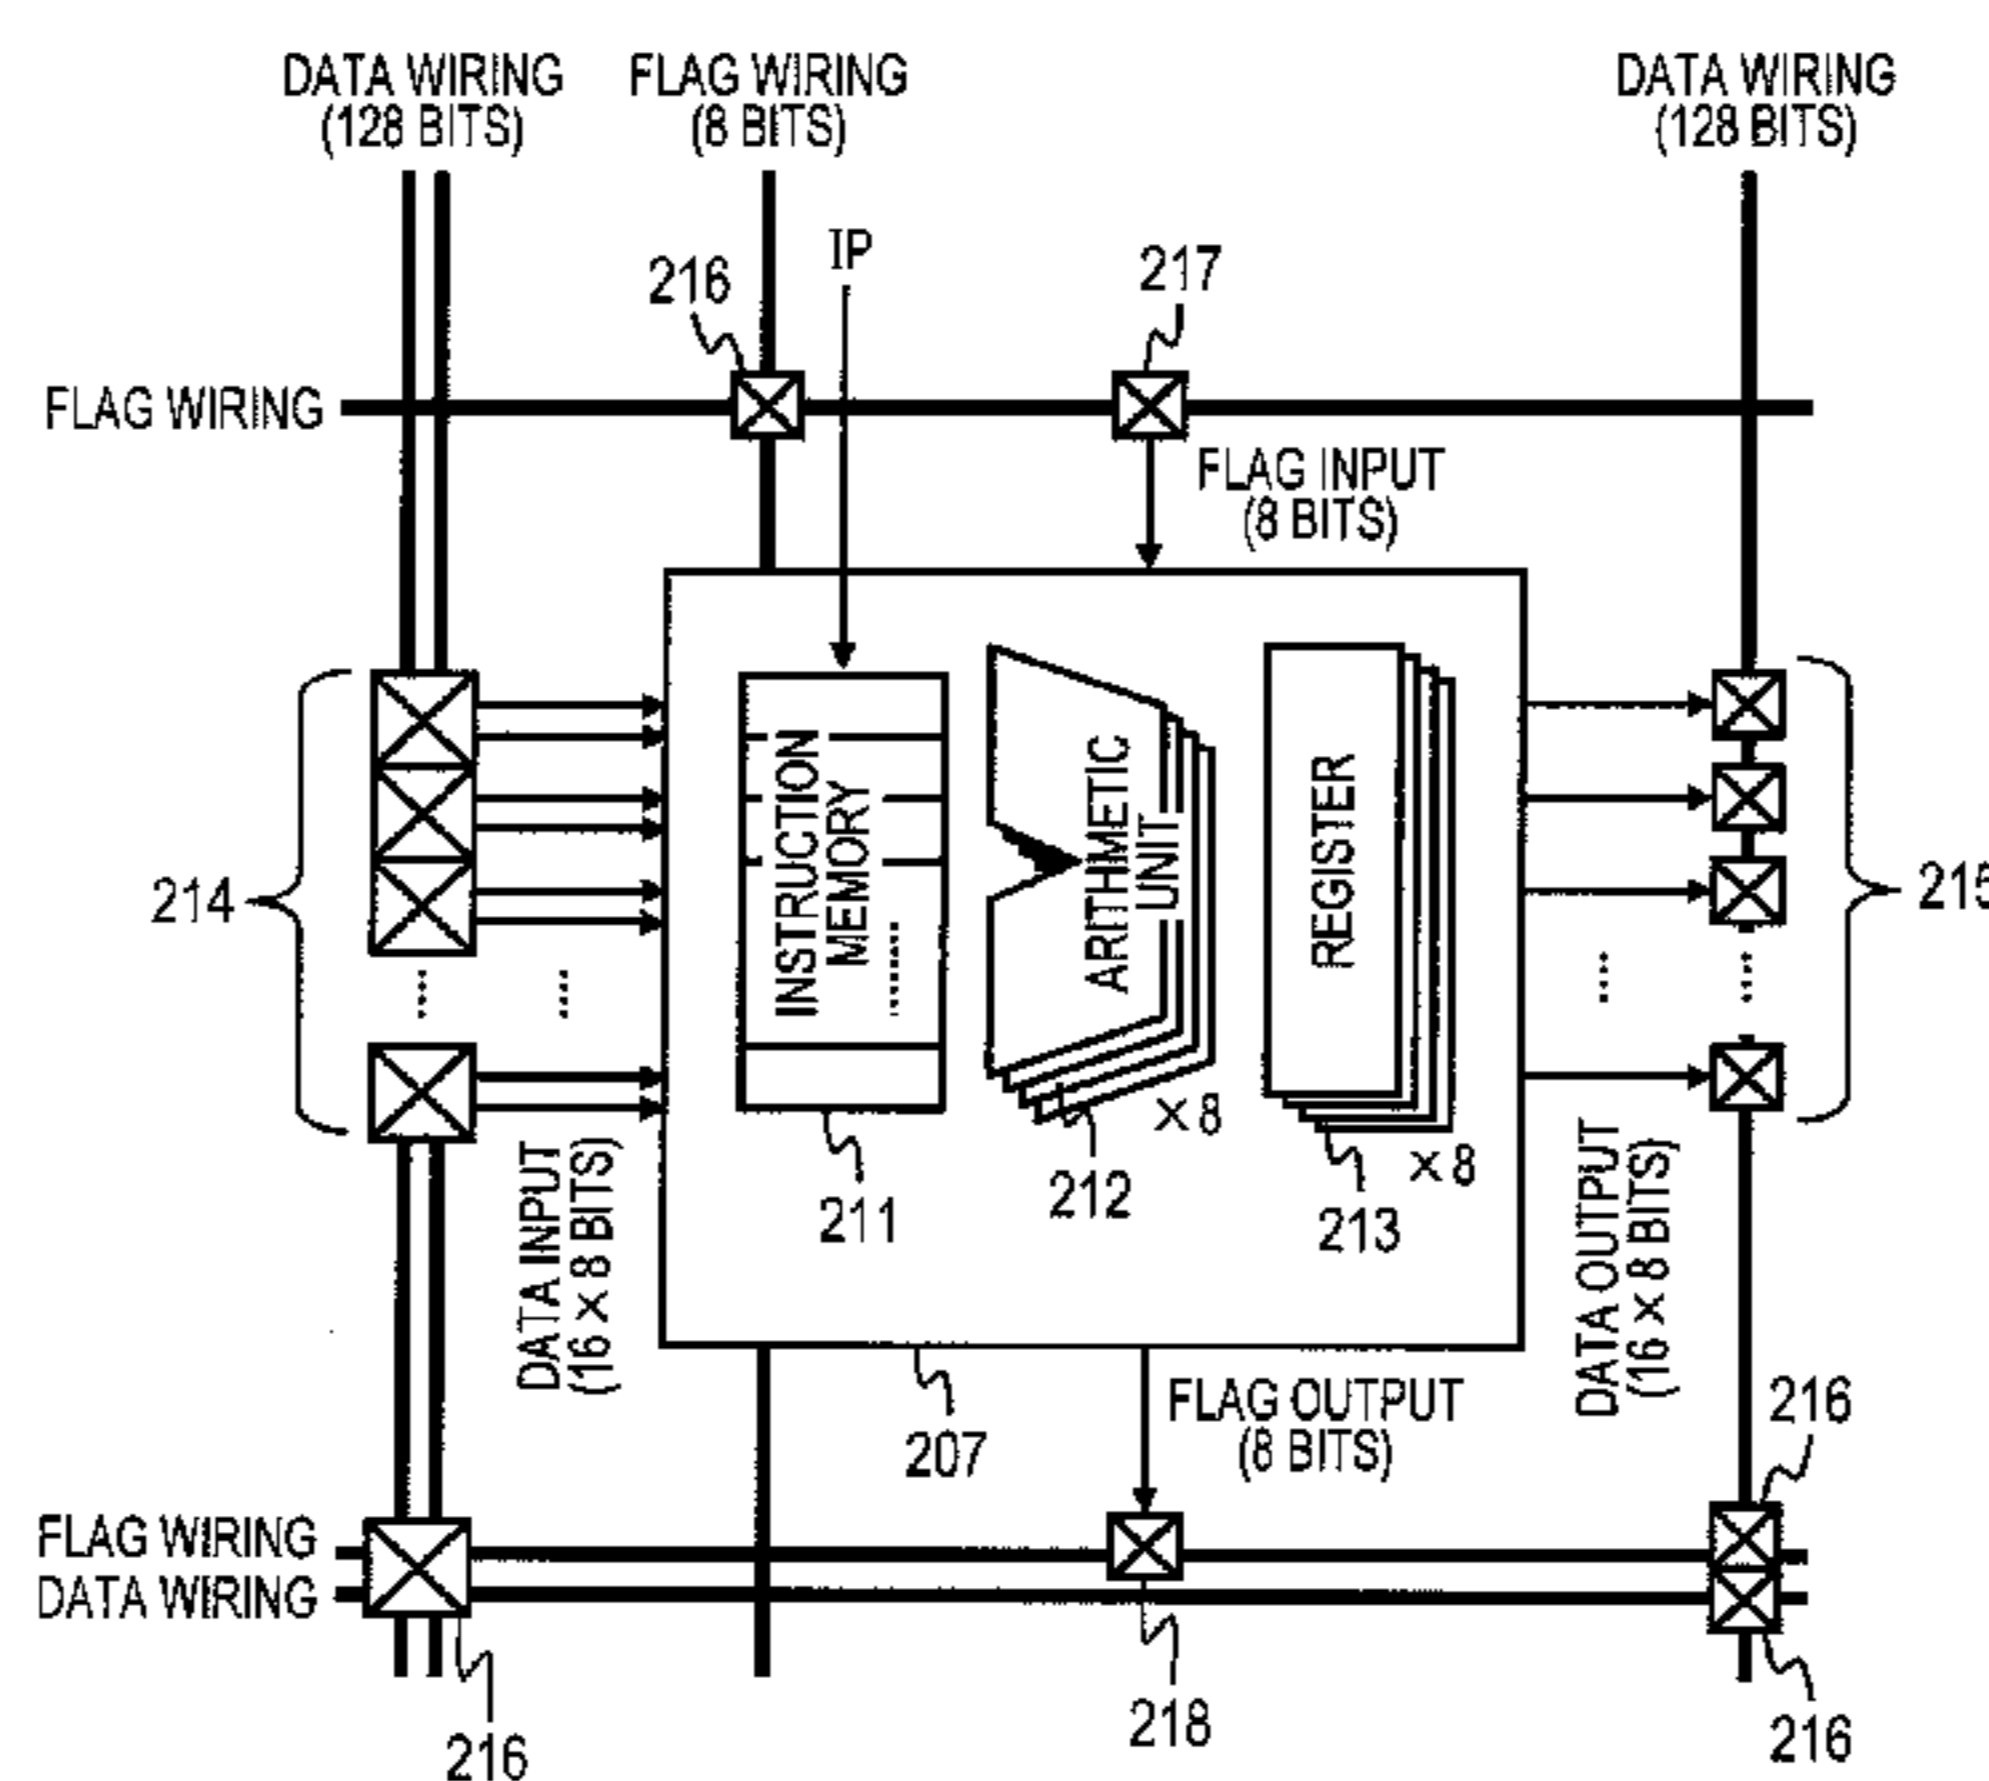 DATA WIRING
(128 BITS)
FLAG WIRING
(8 BITS)
DATA WIRING
(128 BITS)
IP
216
217
FLAG WIRING
FLAG INPUT
(8 BITS)
214
INSTRUCTION
MEMORY
ARITHMETIC
UNIT
REGISTER
215
×8
×8
211
212
213
DATA INPUT
(16×8 BITS)
DATA OUTPUT
(16×8 BITS)
207
FLAG OUTPUT
(8 BITS)
216
FLAG WIRING
DATA WIRING
216
218
216